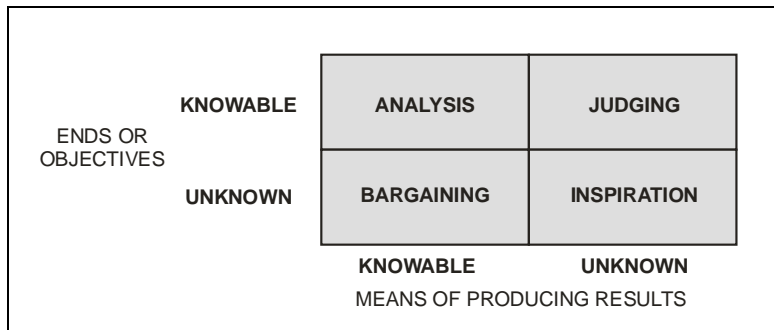 KNOWABLE ANALYSIS JUDGING
ENDS OR
OBJECTIVES
UNKNOWN BARGAINING INSPIRATION
KNOWABLE UNKNOWN
MEANS OF PRODUCING RESULTS